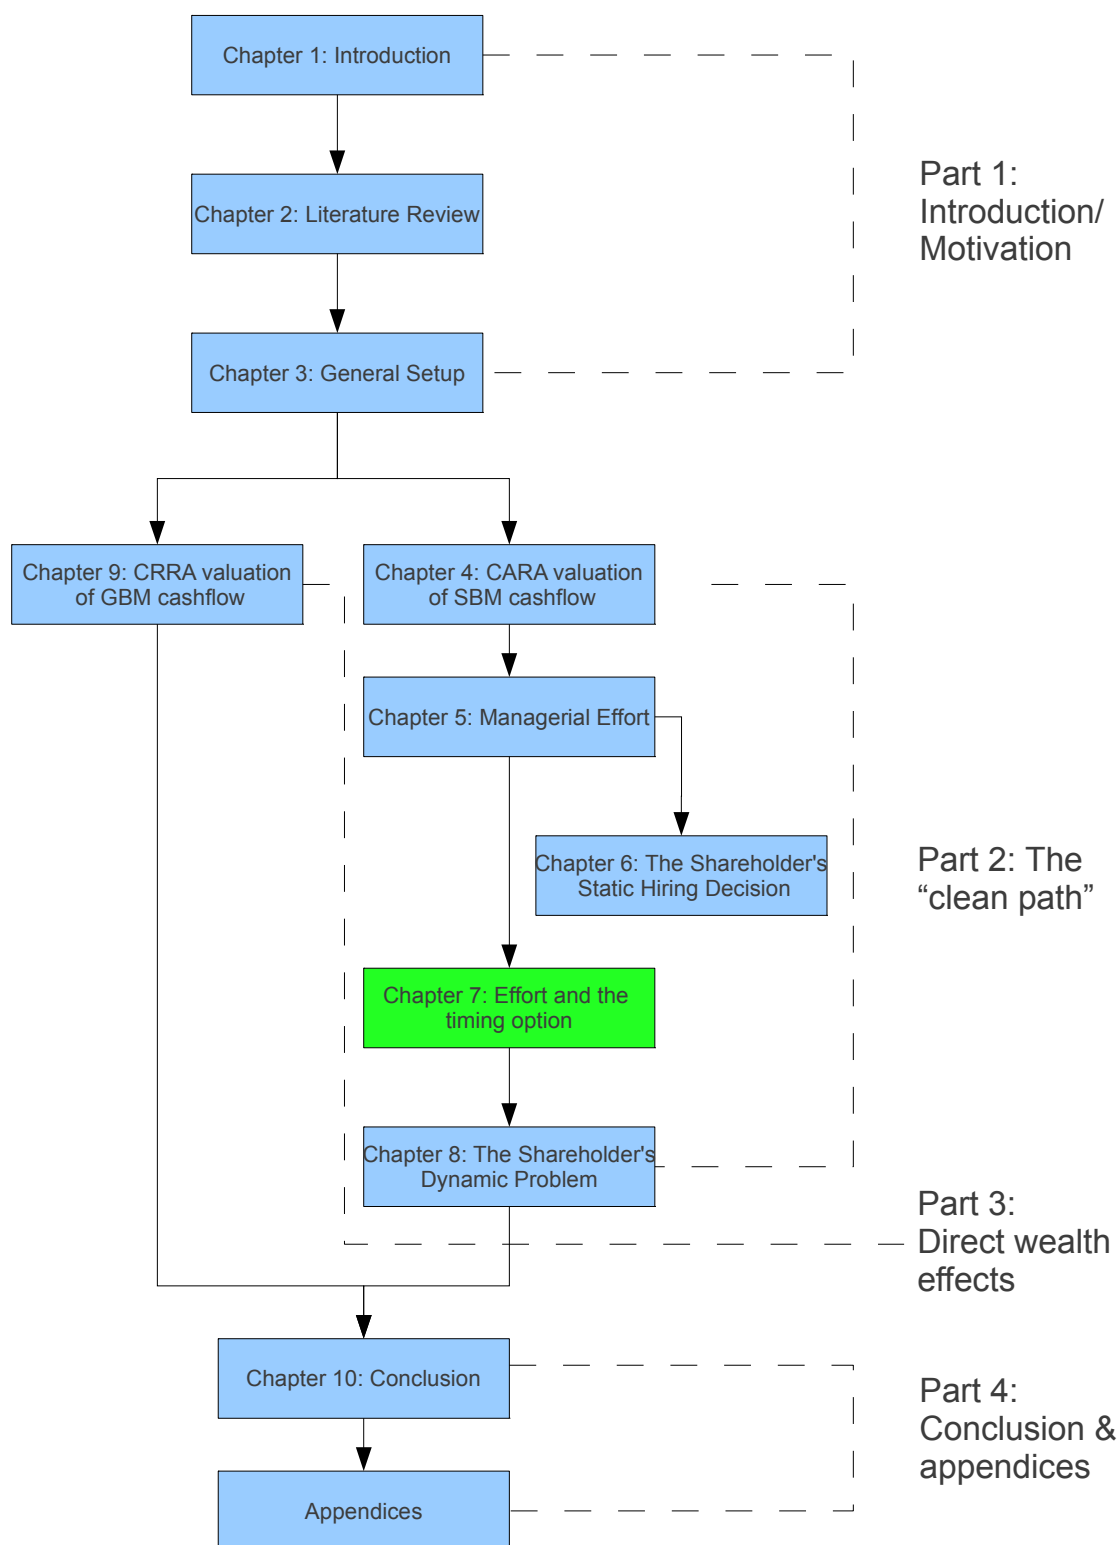 Chapter 1: Introduction
Part 1:
Introduction/
Motivation
Chapter 2: Literature Review
Chapter 3: General Setup
Chapter 9: CRRA valuation
of GBM cashflow
Chapter 4: CARA valuation
of SBM cashflow
Chapter 5: Managerial Effort
Chapter 6: The Shareholder's
Static Hiring Decision
Part 2: The
“clean path”
Chapter 7: Effort and the
timing option
Chapter 8: The Shareholder's
Dynamic Problem
Part 3:
Direct wealth
effects
Chapter 10: Conclusion
Part 4:
Conclusion &
appendices
Appendices